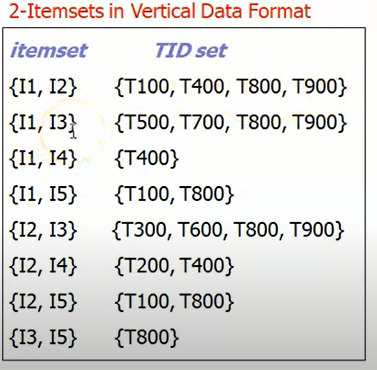 2-Itemsets in Vertical Data Format
itemset TID set
{I1, I2} {T100, T400, T800, T900}
{I1, I3} {T500, T700, T800, T900}
{I1, I4} {T400}
{I1, I5} {T100, T800}
{I2, I3} {T300, T600, T800, T900}
{I2, I4} {T200, T400}
{I2, I5} {T100, T800}
{I3, I5} {T800}